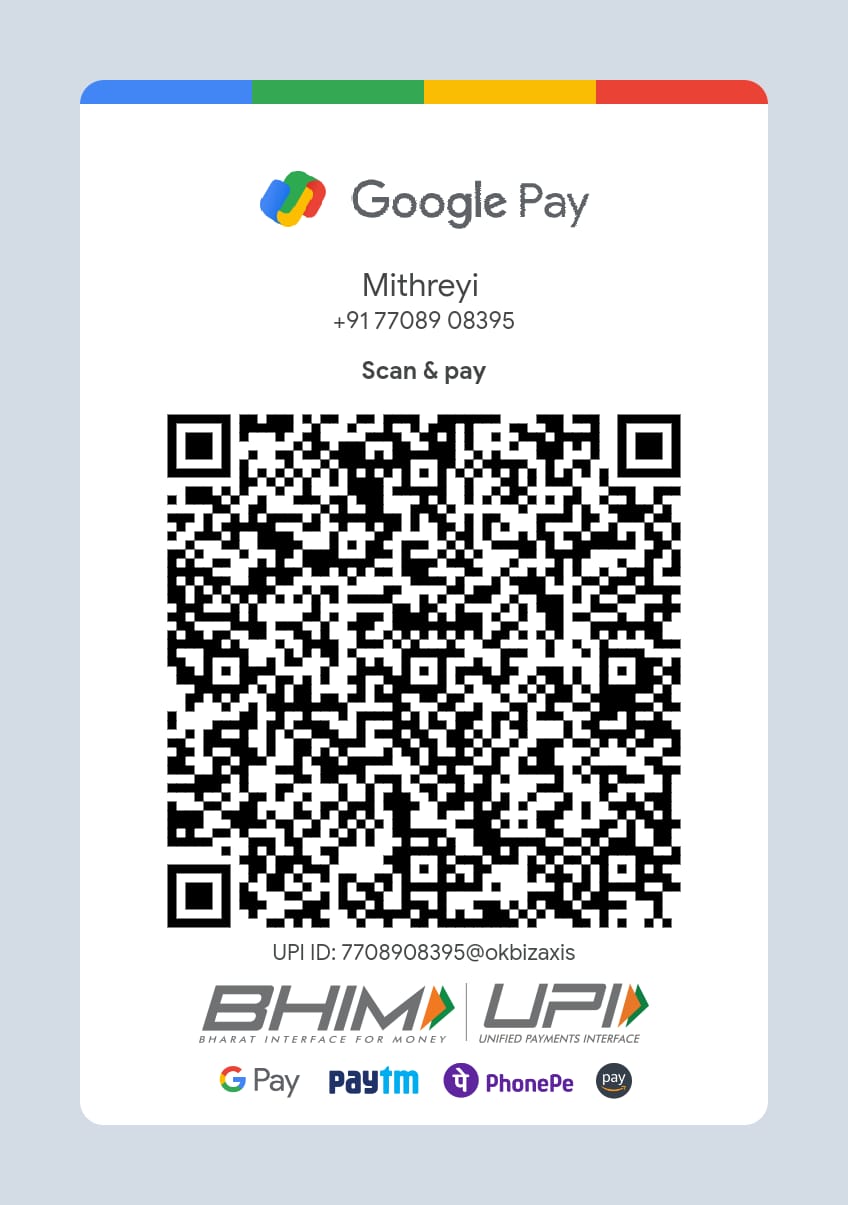 Google Pay
Mithreyi
+91 77089 08395
Scan & pay
UPI ID: 7708908395@okbizaxis
BHIM UPI
BHARAT INTERFACE FOR MONEY UNIFIED PAYMENTS INTERFACE
G Pay paytm पे PhonePe pay